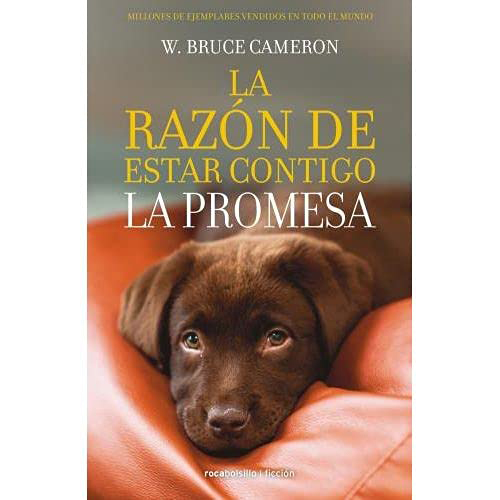 MILLONES DE EJEMPLARES VENDIDOS EN TODO EL MUNDO
W. BRUCE CAMERON
LA
RAZÓN DE
ESTAR CONTIGO
LA PROMESA
rocabolsillo | ficción